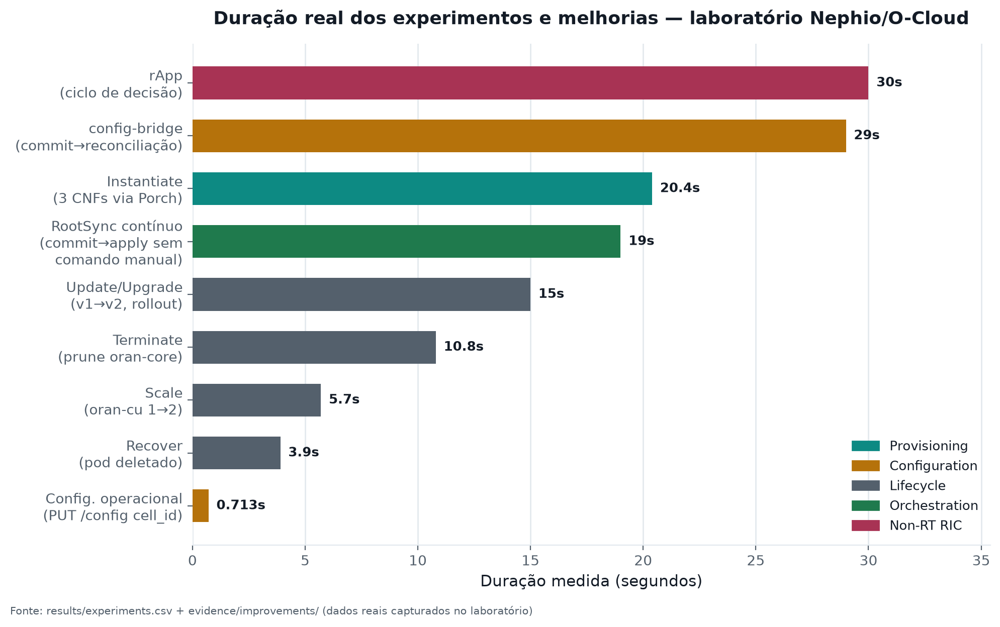 Duração real dos experimentos e melhorias — laboratório Nephio/O-Cloud
rApp
(ciclo de decisão)
30s
config-bridge
(commit→reconciliação)
29s
Instantiate
(3 CNFs via Porch)
20.4s
RootSync contínuo
(commit→apply sem
comando manual)
19s
Update/Upgrade
(v1→v2, rollout)
15s
Terminate
(prune oran-core)
10.8s
Scale
(oran-cu 1→2)
5.7s
Recover
(pod deletado)
3.9s
Config. operacional
(PUT /config cell_id)
0.713s
Provisioning
Configuration
Lifecycle
Orchestration
Non-RT RIC
0 5 10 15 20 25 30 35
Duração medida (segundos)
Fonte: results/experiments.csv + evidence/improvements/ (dados reais capturados no laboratório)